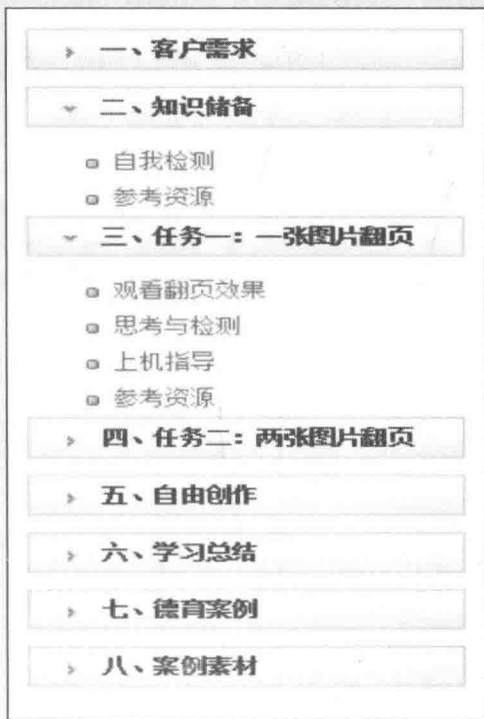 一、客户需求
二、知识储备
自我检测
参考资源
三、任务一：一张图片翻页
观看翻页效果
思考与检测
上机指导
参考资源
四、任务二：两张图片翻页
五、自由创作
六、学习总结
七、德育案例
八、案例素材